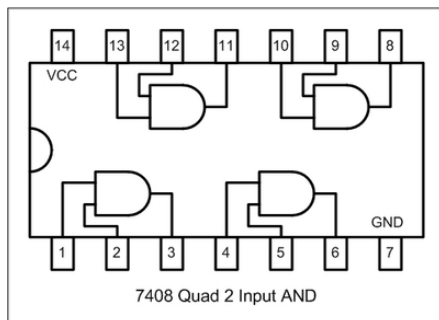 14 13 12 11 10 9 8
VCC
GND
1 2 3 4 5 6 7
7408 Quad 2 Input AND